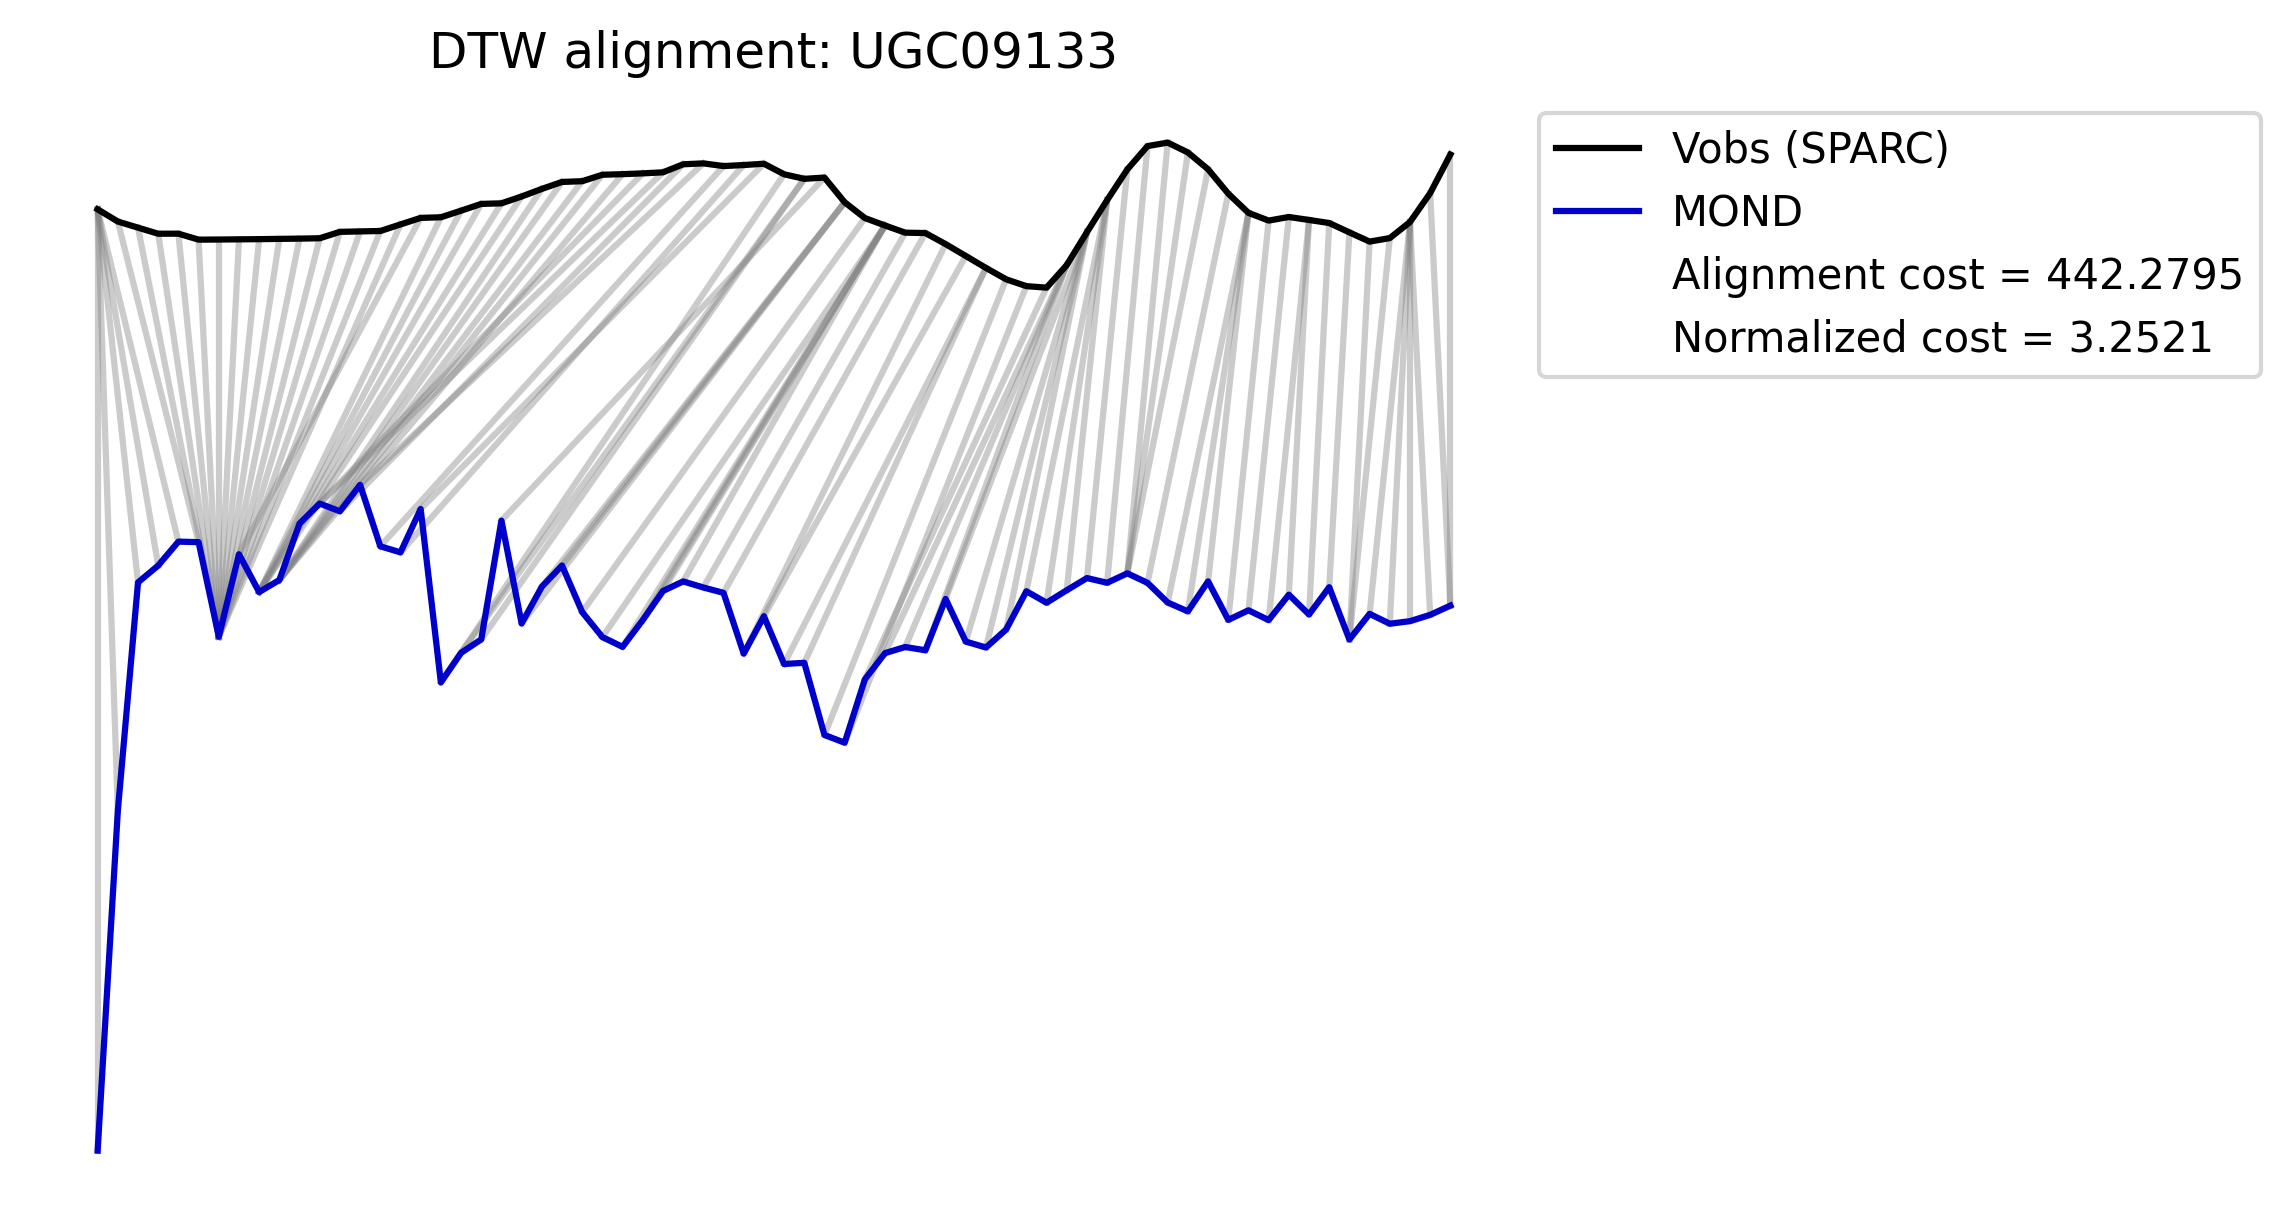 DTW alignment: UGC09133
Vobs (SPARC)
MOND
Alignment cost = 442.2795
Normalized cost = 3.2521